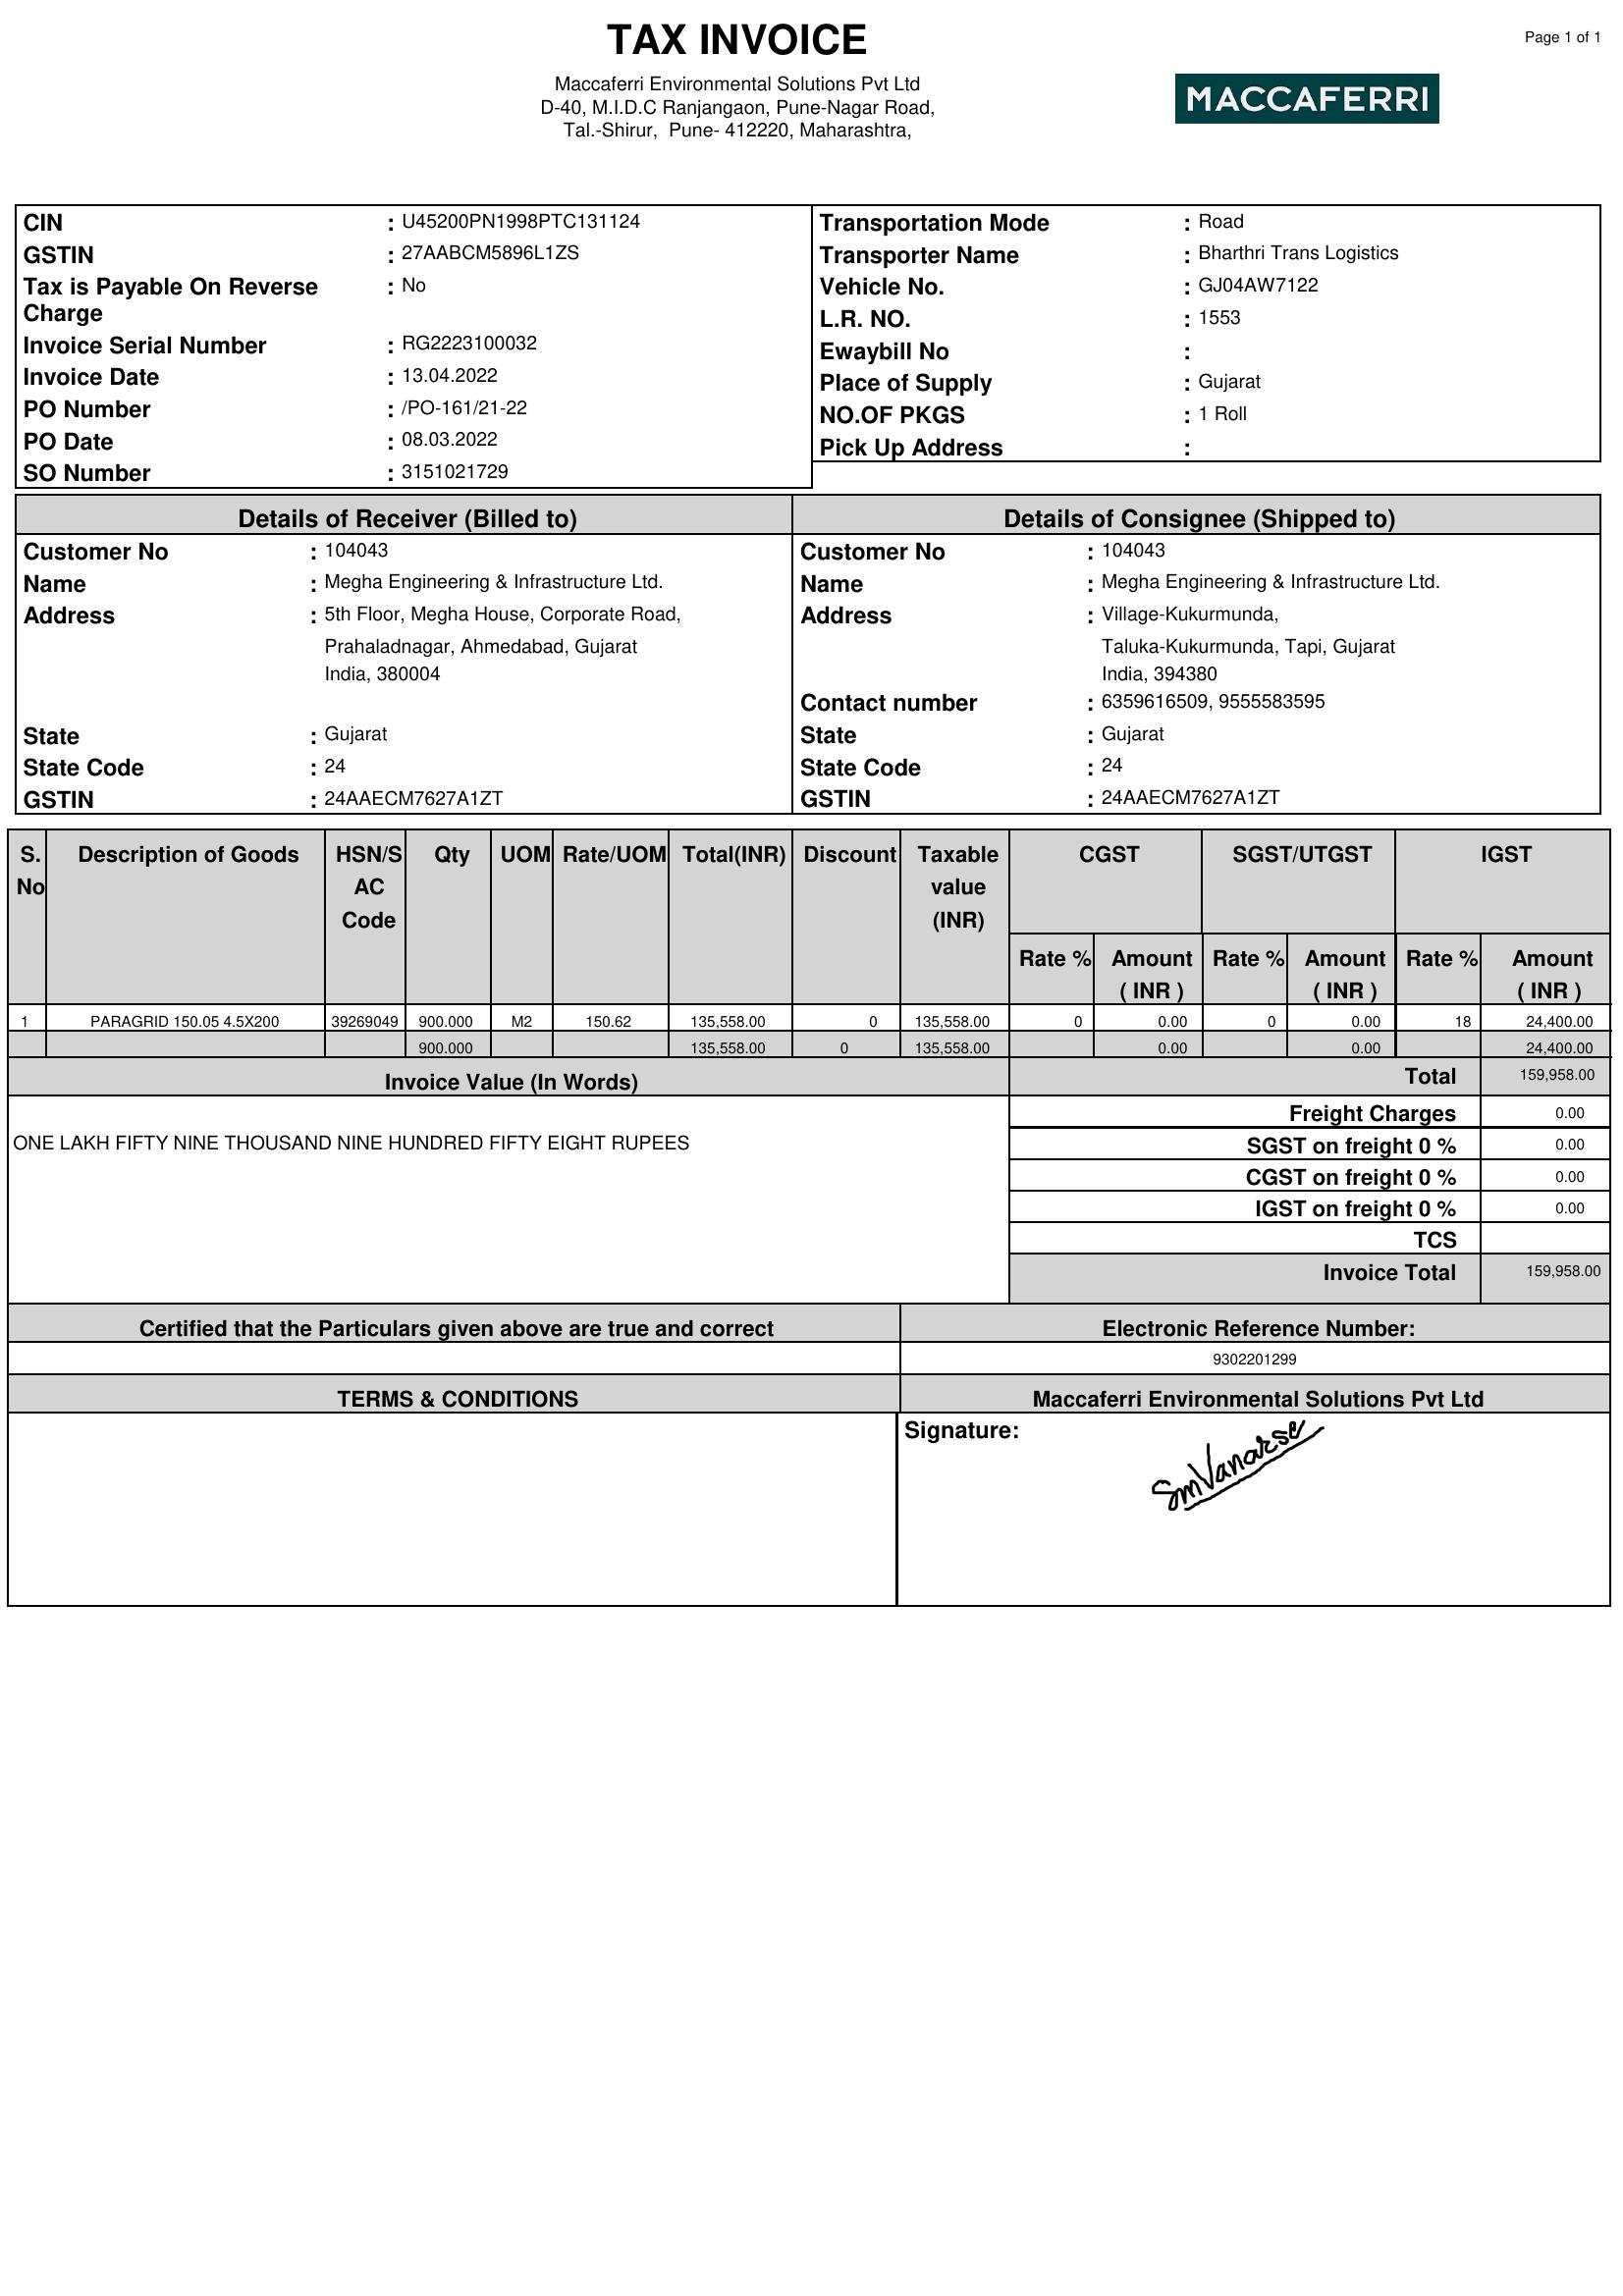 TAX INVOICE
Page 1 of 1
Maccaferri Environmental Solutions Pvt Ltd
D-40, M.I.D.C Ranjangaon, Pune-Nagar Road,
Tal.-Shirur, Pune- 412220, Maharashtra,
MACCAFERRI
CIN : U45200PN1998PTC131124
GSTIN : 27AABCM5896L1ZS
Tax is Payable On Reverse : No
Charge
Invoice Serial Number : RG2223100032
Invoice Date : 13.04.2022
PO Number : /PO-161/21-22
PO Date : 08.03.2022
SO Number : 3151021729
Transportation Mode : Road
Transporter Name : Bharthri Trans Logistics
Vehicle No. : GJ04AW7122
L.R. NO. : 1553
Ewaybill No :
Place of Supply : Gujarat
NO.OF PKGS : 1 Roll
Pick Up Address :
Details of Receiver (Billed to)
Customer No : 104043
Name : Megha Engineering & Infrastructure Ltd.
Address : 5th Floor, Megha House, Corporate Road,
Prahaladnagar, Ahmedabad, Gujarat
India, 380004
State : Gujarat
State Code : 24
GSTIN : 24AAECM7627A1ZT
Details of Consignee (Shipped to)
Customer No : 104043
Name : Megha Engineering & Infrastructure Ltd.
Address : Village-Kukurmunda,
Taluka-Kukurmunda, Tapi, Gujarat
India, 394380
Contact number : 6359616509, 9555583595
State : Gujarat
State Code : 24
GSTIN : 24AAECM7627A1ZT
S. Description of Goods HSN/S Qty UOM Rate/UOM Total(INR) Discount Taxable CGST SGST/UTGST IGST
No AC value
Code (INR)
Rate % Amount Rate % Amount Rate % Amount
( INR ) ( INR ) ( INR )
1 PARAGRID 150.05 4.5X200 39269049 900.000 M2 150.62 135,558.00 0 135,558.00 0 0.00 0 0.00 18 24,400.00
900.000 135,558.00 0 135,558.00 0.00 0.00 24,400.00
Invoice Value (In Words)
Total 159,958.00
ONE LAKH FIFTY NINE THOUSAND NINE HUNDRED FIFTY EIGHT RUPEES
Freight Charges 0.00
SGST on freight 0 % 0.00
CGST on freight 0 % 0.00
IGST on freight 0 % 0.00
TCS
Invoice Total 159,958.00
Certified that the Particulars given above are true and correct
Electronic Reference Number:
9302201299
TERMS & CONDITIONS
Maccaferri Environmental Solutions Pvt Ltd
Signature:
SmVanarse